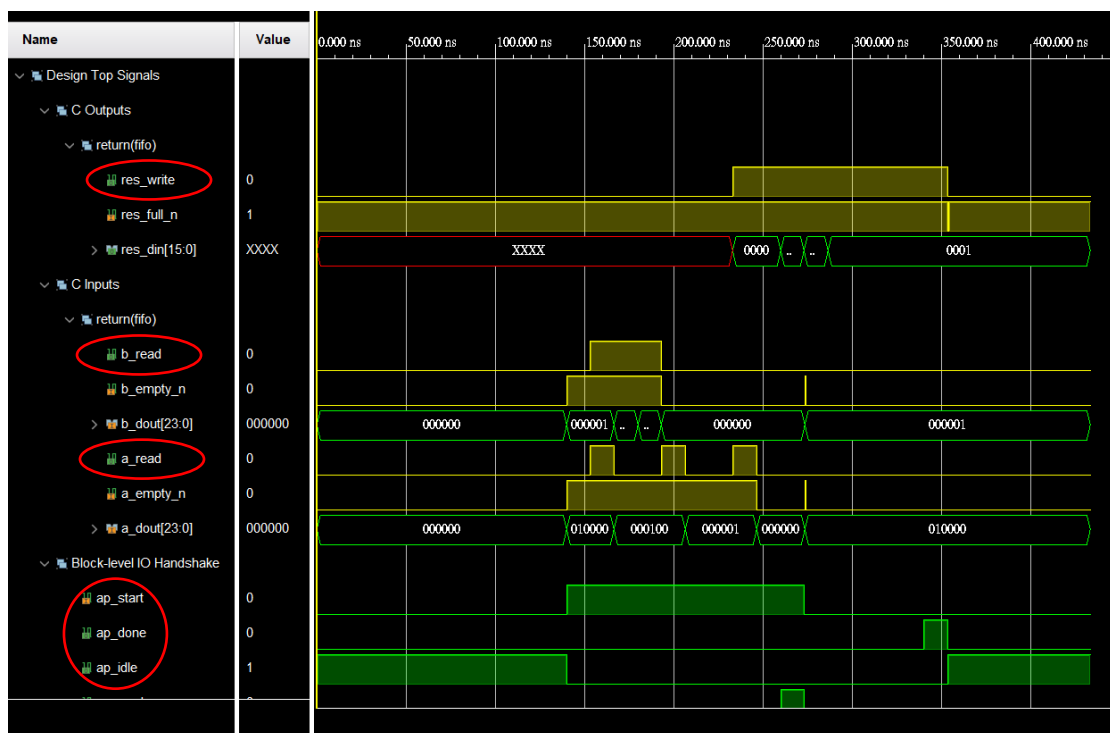 Name Value 0.000 ns 50.000 ns 100.000 ns 150.000 ns 200.000 ns 250.000 ns 300.000 ns 350.000 ns 400.000 ns
Design Top Signals
C Outputs
return(fifo)
res_write 0
res_full_n 1
res_din[15:0] XXXX XXXX 0000 .. .. 0001
C Inputs
return(fifo)
b_read 0
b_empty_n 0
b_dout[23:0] 000000 000000 000001 .. .. 000000 000001
a_read 0
a_empty_n 0
a_dout[23:0] 000000 000000 010000 000100 000001 000000 010000
Block-level IO Handshake
ap_start 0
ap_done 0
ap_idle 1